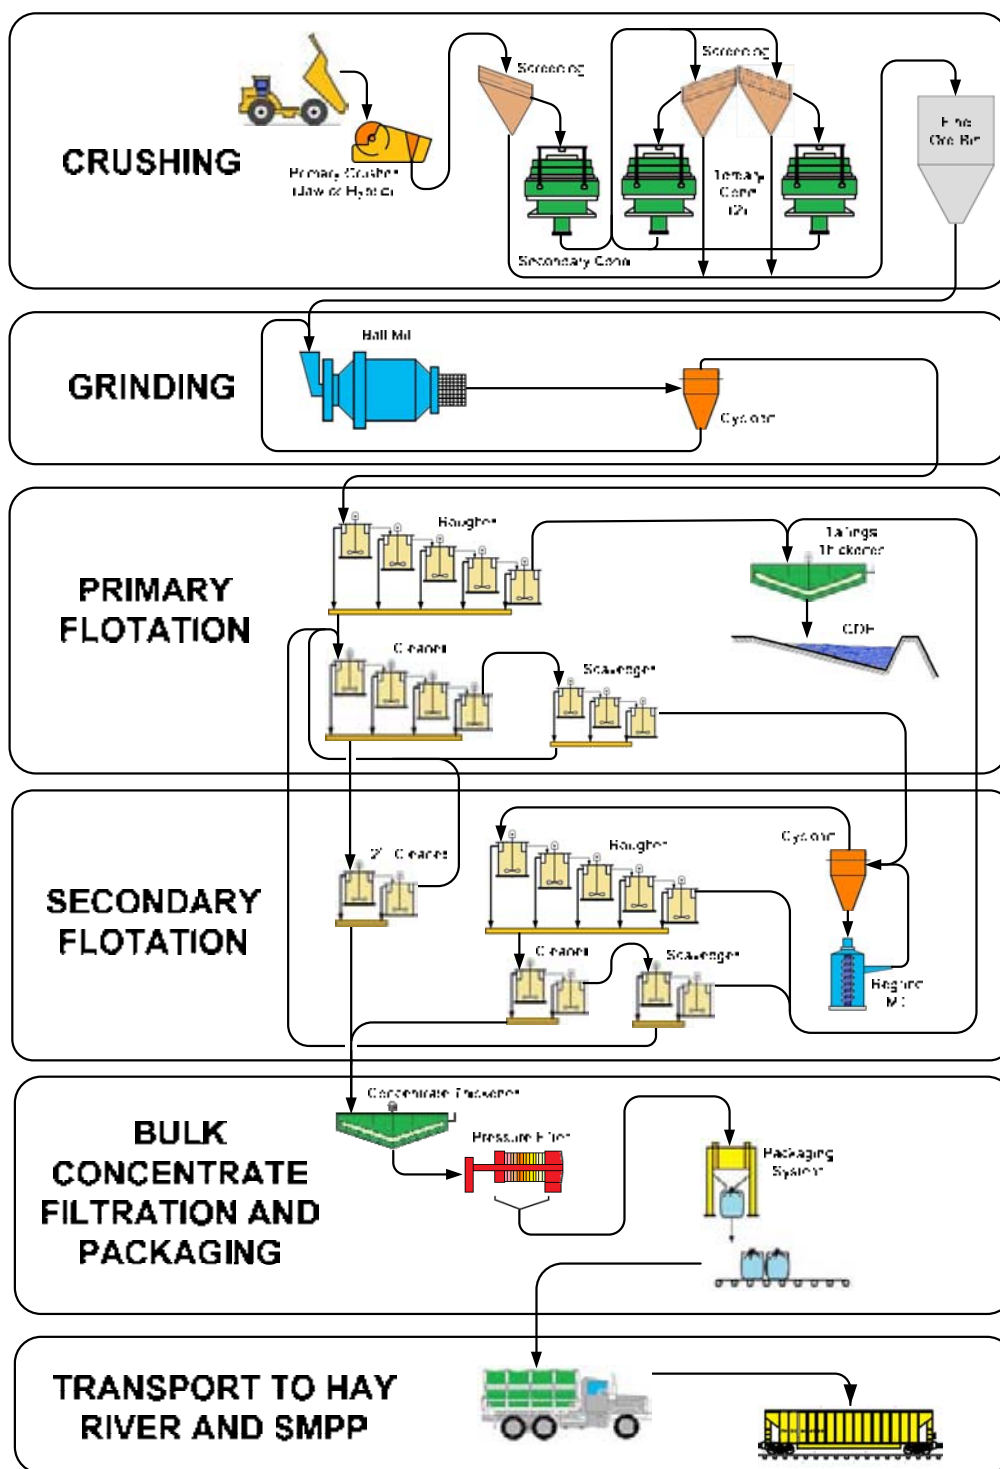 CRUSHING
Screening
Screening
Primary Crusher
(Jaw or Hybrid)
Fine
Ore Bin
Tertiary
Cone
(2)
Secondary Cone
GRINDING
Ball Mill
Cyclone
PRIMARY
FLOTATION
Rougher
Tailings
Thickener
CDF
Cleaner
Scavenger
SECONDARY
FLOTATION
Cyclone
Rougher
Cleaner
Cleaner
Scavenger
Regrind
Mill
BULK
CONCENTRATE
FILTRATION AND
PACKAGING
Concentrate Thickener
Pressure Filter
Packaging
System
TRANSPORT TO HAY
RIVER AND SMPP